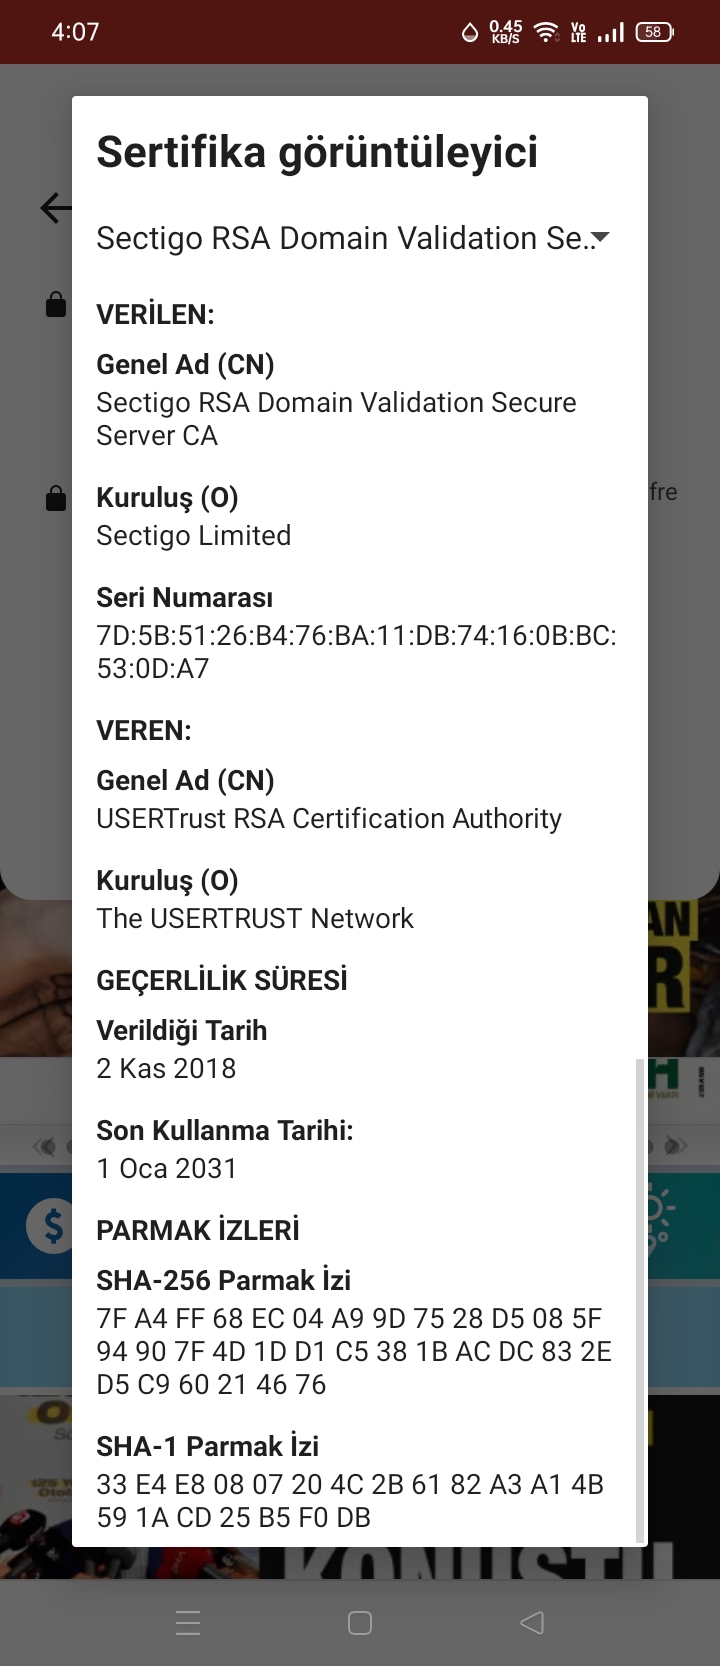 4:07
0.45
KB/S
Vo
LTE
58
Sertifika görüntüleyici
Sectigo RSA Domain Validation Se..
VERİLEN:
Genel Ad (CN)
Sectigo RSA Domain Validation Secure
Server CA
Kuruluş (O)
fre
Sectigo Limited
Seri Numarası
7D:5B:51:26:B4:76:BA:11:DB:74:16:0B:BC:
53:0D:A7
VEREN:
Genel Ad (CN)
USERTrust RSA Certification Authority
Kuruluş (O)
The USERTRUST Network
AN
R
GEÇERLİLİK SÜRESİ
Verildiği Tarih
2 Kas 2018
H
Son Kullanma Tarihi:
1 Oca 2031
$
PARMAK İZLERİ
SHA-256 Parmak İzi
7F A4 FF 68 EC 04 A9 9D 75 28 D5 08 5F
94 90 7F 4D 1D D1 C5 38 1B AC DC 83 2E
D5 C9 60 21 46 76
SHA-1 Parmak İzi
33 E4 E8 08 07 20 4C 2B 61 82 A3 A1 4B
59 1A CD 25 B5 F0 DB
KONUŞTU